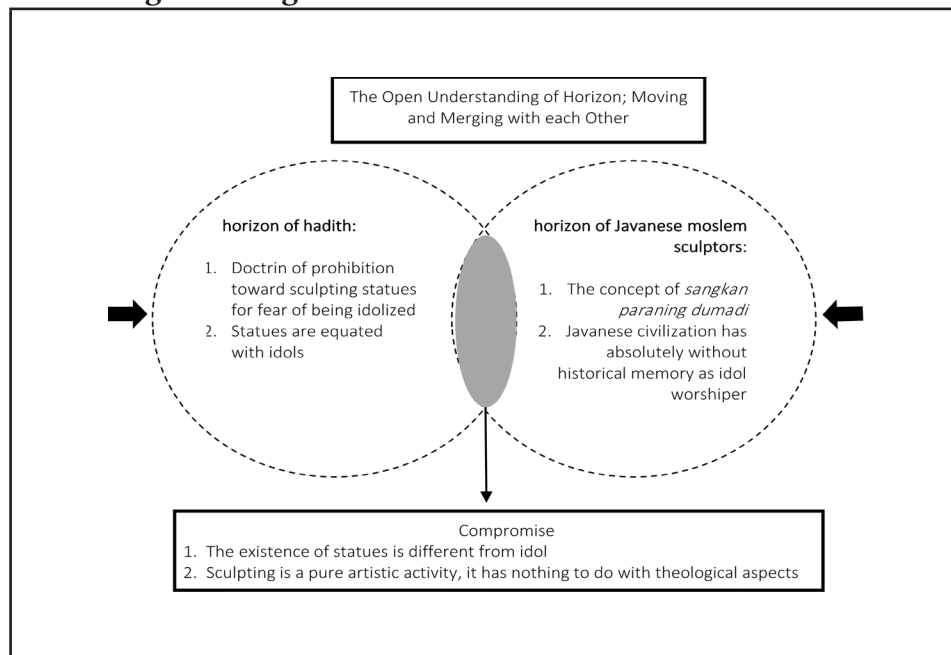 The Open Understanding of Horizon; Moving
and Merging with each Other
horizon of hadith:
1. Doctrin of prohibition
toward sculpting statues
for fear of being idolized
2. Statues are equated
with idols
horizon of Javanese moslem
sculptors:
1. The concept of sangkan
paraning dumadi
2. Javanese civilization has
absolutely without
historical memory as idol
worshiper
Compromise
1. The existence of statues is different from idol
2. Sculpting is a pure artistic activity, it has nothing to do with theological aspects